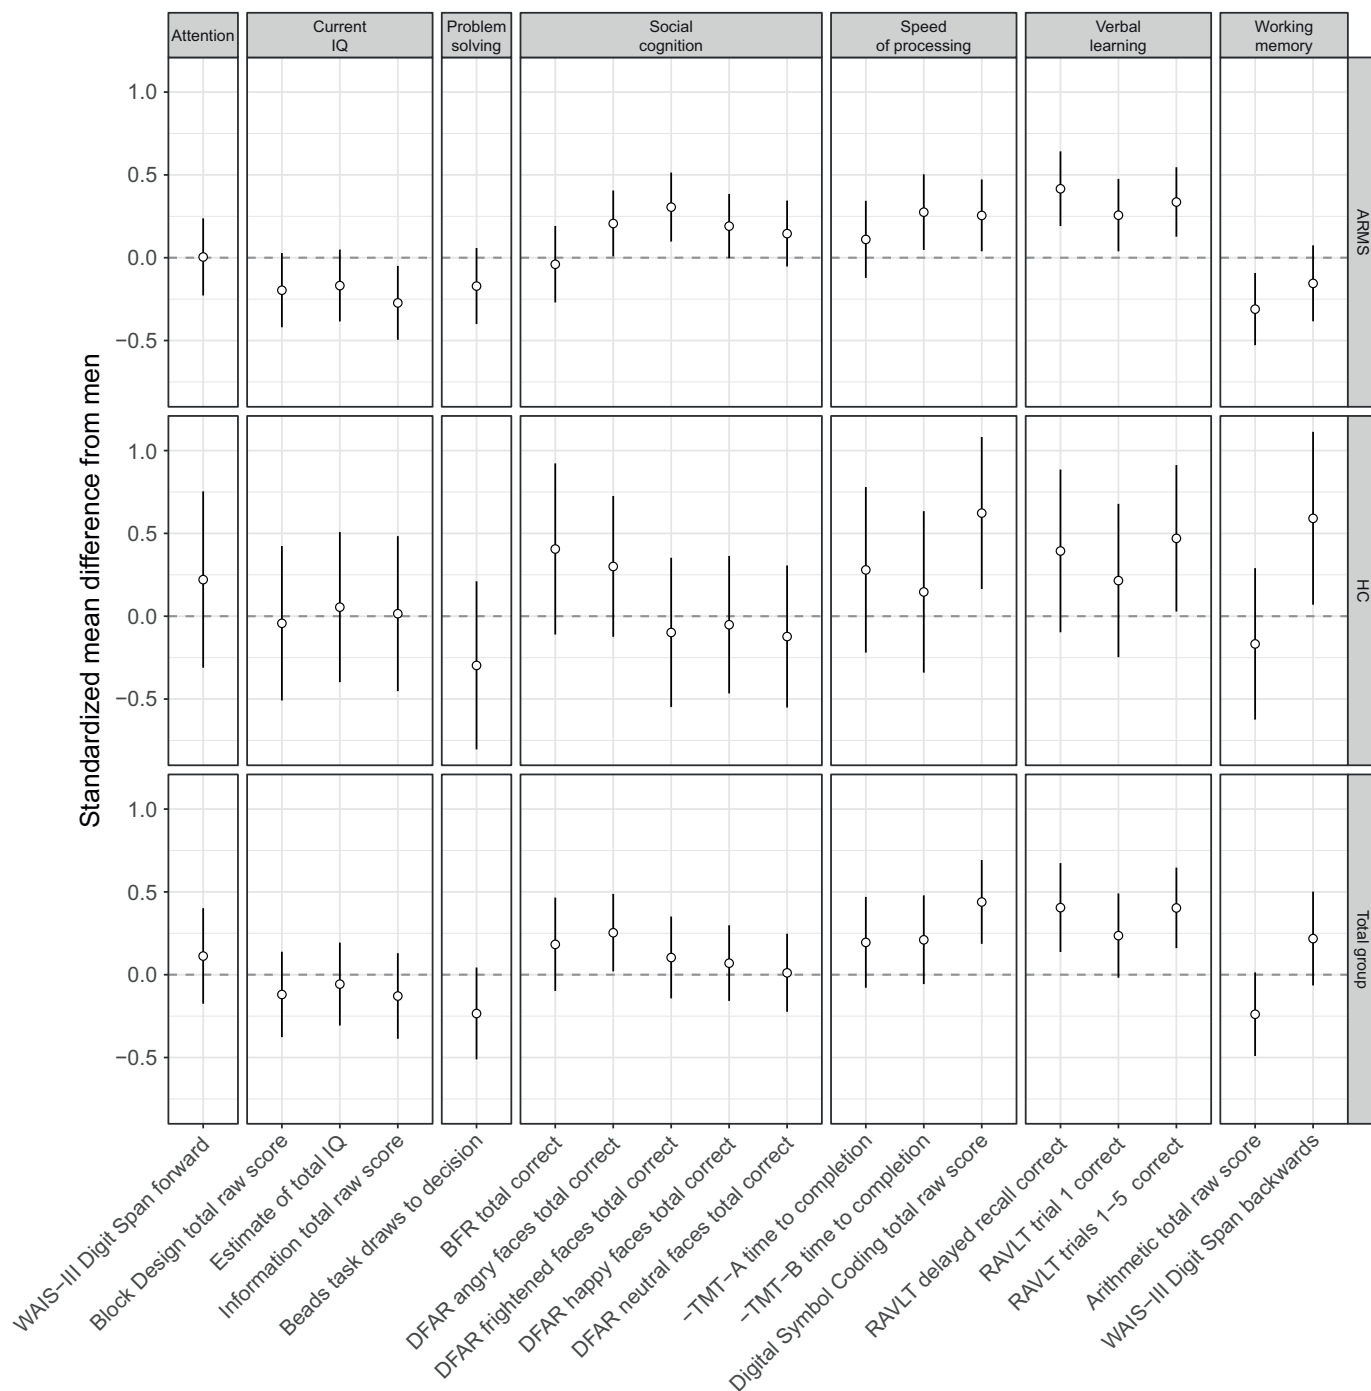 Attention
Current
IQ
Problem
solving
Social
cognition
Speed
of processing
Verbal
learning
Working
memory
Standardized mean difference from men
1.0
0.5
0.0
−0.5
ARMS
1.0
0.5
0.0
−0.5
HC
1.0
0.5
0.0
−0.5
Total group
WAIS−III Digit Span forward
Block Design total raw score
Estimate of total IQ
Information total raw score
Beads task draws to decision
BFR total correct
DFAR angry faces total correct
DFAR frightened faces total correct
DFAR happy faces total correct
DFAR neutral faces total correct
−TMT−A time to completion
−TMT−B time to completion
Digital Symbol Coding total raw score
RAVLT delayed recall correct
RAVLT trial 1 correct
RAVLT trials 1−5 correct
Arithmetic total raw score
WAIS−III Digit Span backwards